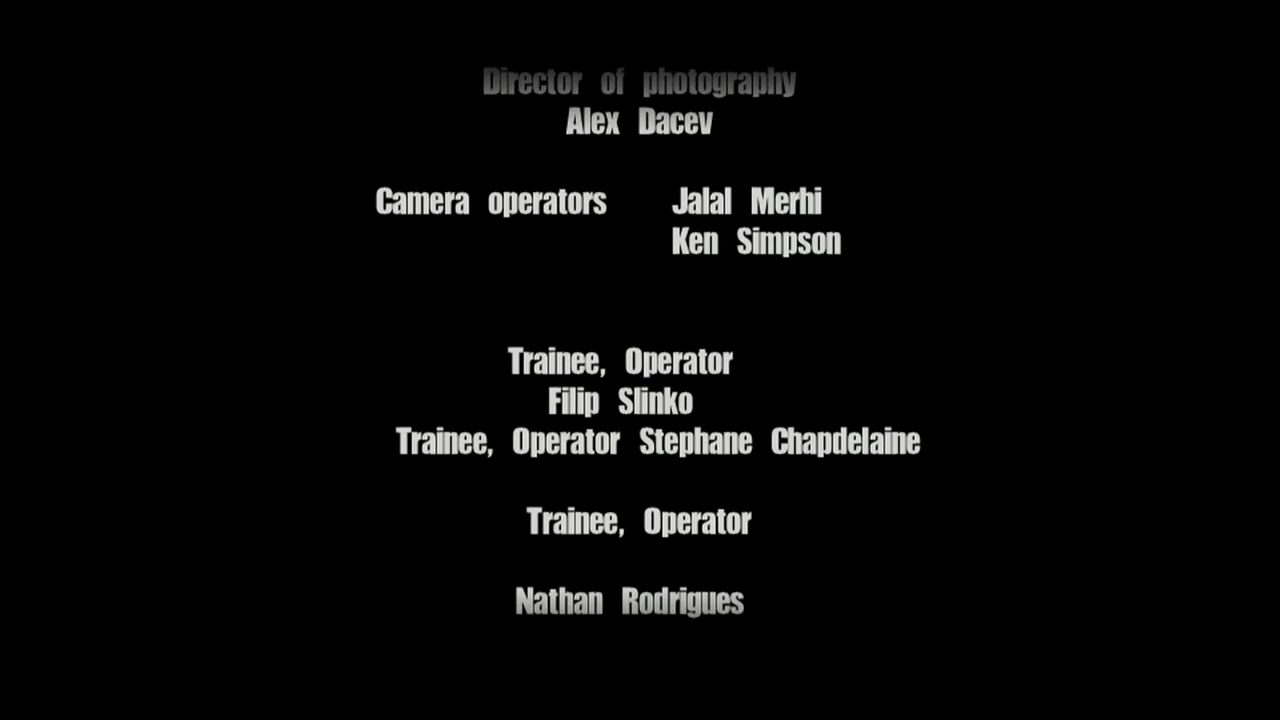 Director of photography
Alex Dacev
Camera operators Jalal Merhi
Ken Simpson
Trainee, Operator
Filip Slinko
Trainee, Operator Stephane Chapdelaine
Trainee, Operator
Nathan Rodrigues